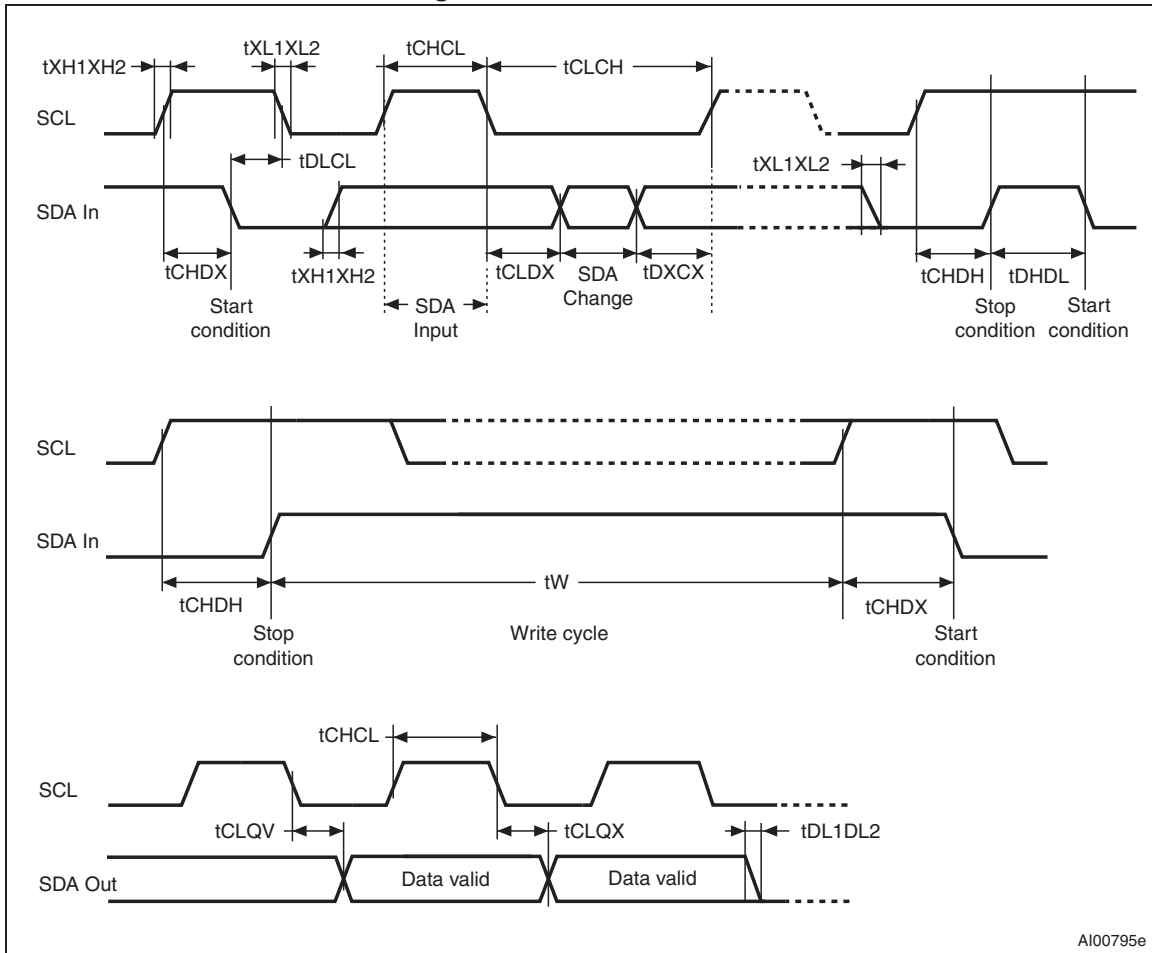 tXH1XH2
tXL1XL2
tCHCL
tCLCH
SCL
tDLCL
tXL1XL2
SDA In
tCHDX
tXH1XH2
tCLDX
SDA
Change
tDXCX
tCHDH
tDHDL
Start
condition
SDA
Input
Stop
condition
Start
condition
SCL
SDA In
tCHDH
tW
tCHDX
Stop
condition
Write cycle
Start
condition
tCHCL
SCL
tCLQV
tCLQX
tDL1DL2
SDA Out
Data valid
Data valid
AI00795e